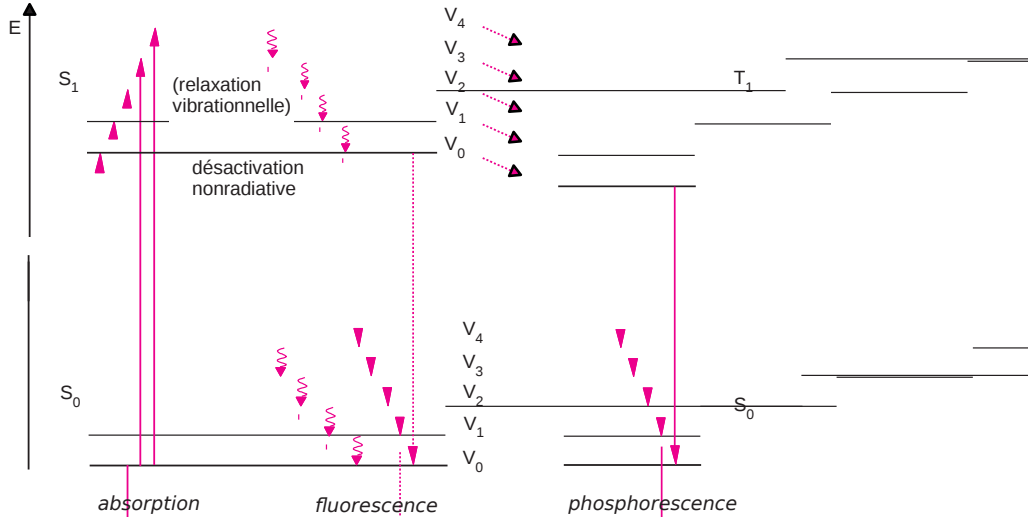 E
S1
(relaxation
vibrationnelle)
désactivation
nonradiative
V4
V3
V2
V1
V0
T1
S0
V4
V3
V2
V1
V0
S0
absorption
fluorescence
phosphorescence